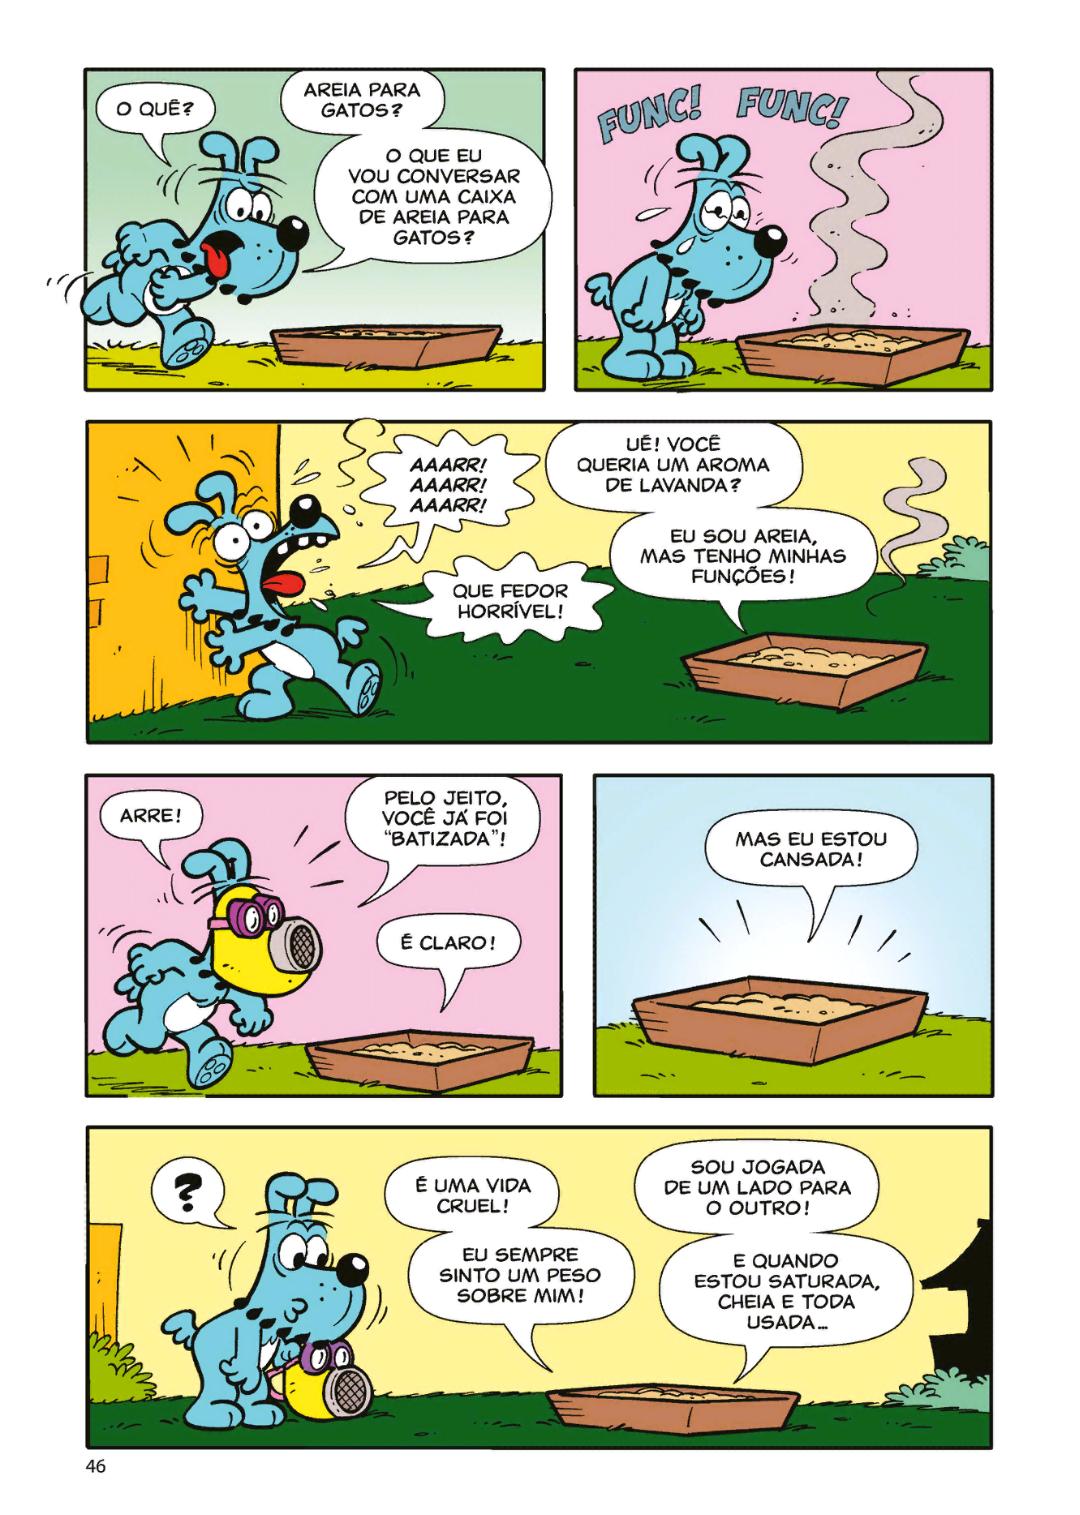 O QUÊ?
AREIA PARA
GATOS?
O QUE EU
VOU CONVERSAR
COM UMA CAIXA
DE AREIA PARA
GATOS?
FUNC! FUNC!
AAARR!
AAARR!
AAARR!
QUE FEDOR
HORRÍVEL!
UÉ! VOCÊ
QUERIA UM AROMA
DE LAVANDA?
EU SOU AREIA,
MAS TENHO MINHAS
FUNÇÕES!
ARRE!
PELO JEITO,
VOCÊ JÁ FOI
“BATIZADA”!
É CLARO!
MAS EU ESTOU
CANSADA!
?
É UMA VIDA
CRUEL!
EU SEMPRE
SINTO UM PESO
SOBRE MIM!
SOU JOGADA
DE UM LADO PARA
O OUTRO!
E QUANDO
ESTOU SATURADA,
CHEIA E TODA
USADA...
46